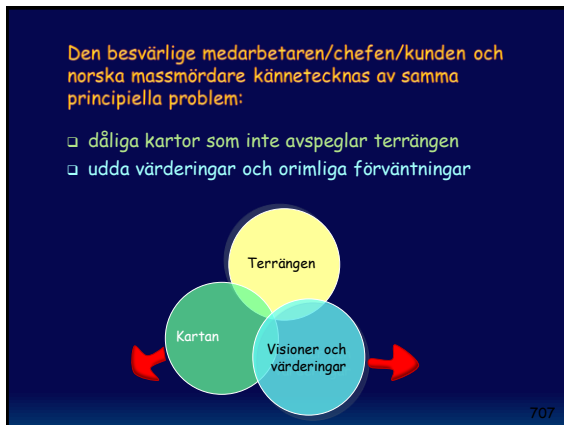 Den besvärlige medarbetaren/chefen/kunden och
norska massmördare kännetecknas av samma
principiella problem:
dåliga kartor som inte avspeglar terrängen
udda värderingar och orimliga förväntningar
Terrängen
Kartan
Visioner och
värderingar
707